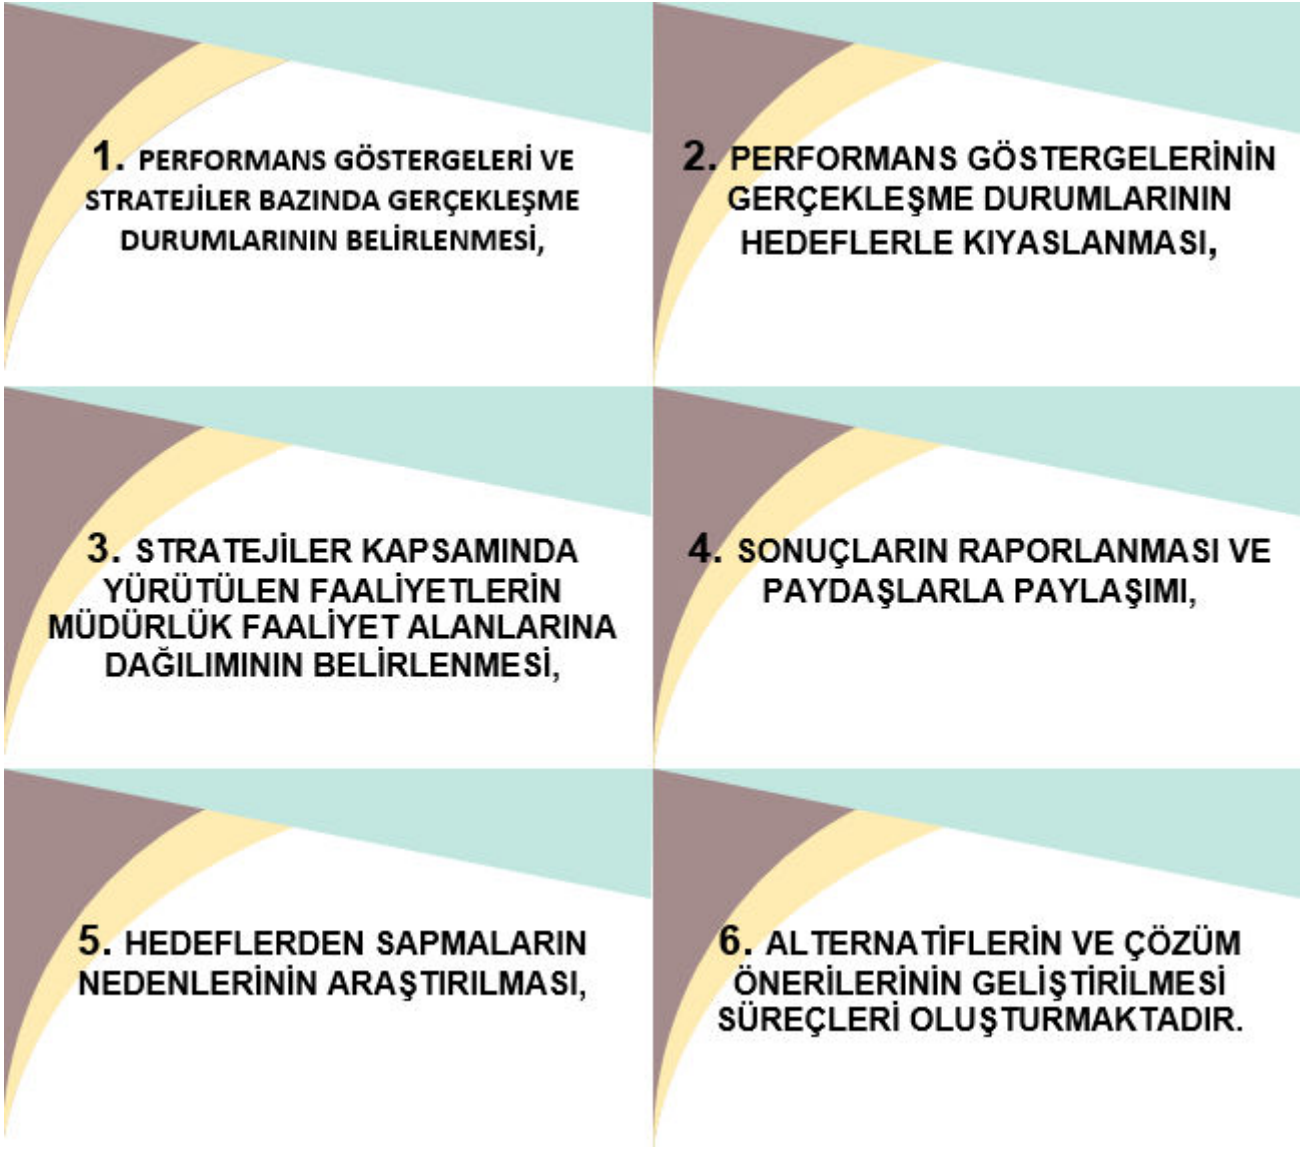 1. PERFORMANS GÖSTERGELERİ VE
STRATEJİLER BAZINDA GERÇEKLEŞME
DURUMLARININ BELİRLENMESİ,
2. PERFORMANS GÖSTERGELERİNİN
GERÇEKLEŞME DURUMLARININ
HEDEFLERLE KIYASLANMASI,
3. STRATEJİLER KAPSAMINDA
YÜRÜTÜLEN FAALİYETLERİN
MÜDÜRLÜK FAALİYET ALANLARINA
DAĞILIMININ BELİRLENMESİ,
4. SONUÇLARIN RAPORLANMASI VE
PAYDAŞLARLA PAYLAŞIMI,
5. HEDEFLERDEN SAPMALARIN
NEDENLERİNİN ARAŞTIRILMASI,
6. ALTERNATİFLERİN VE ÇÖZÜM
ÖNERİLERİNİN GELİŞTİRİLMESİ
SÜREÇLERİ OLUŞTURMAKTADIR.